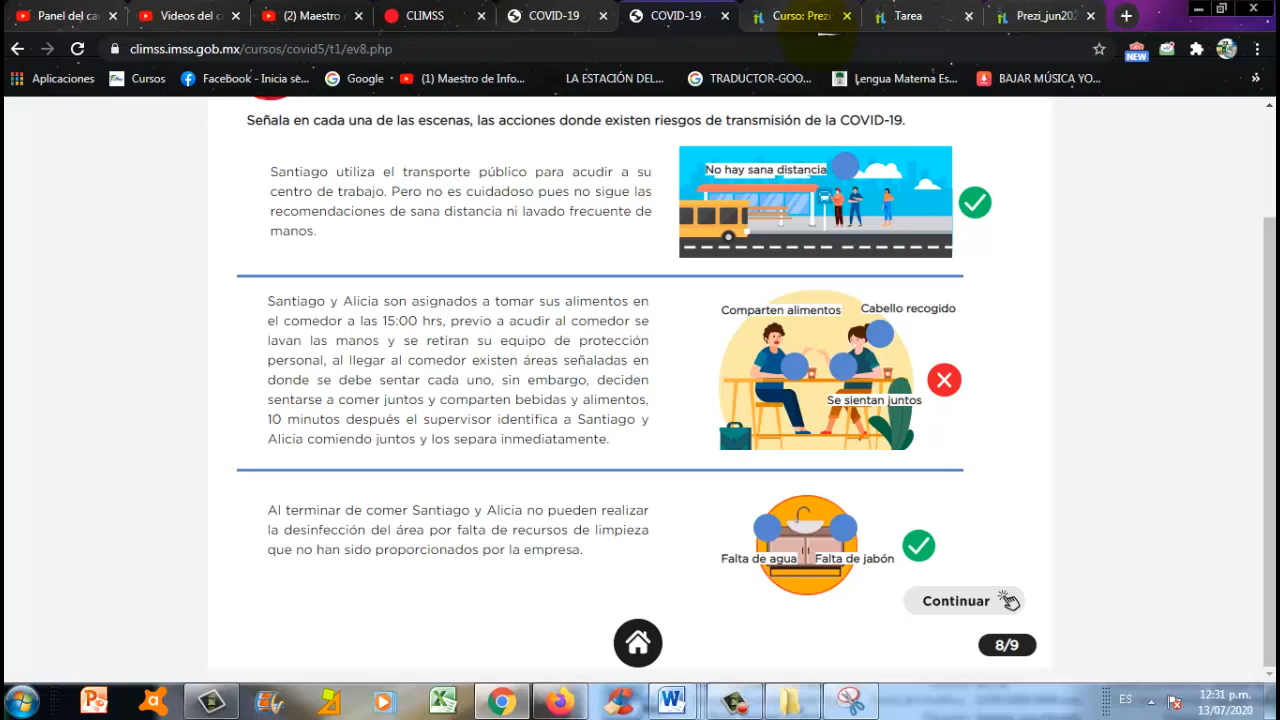 Panel del c
Videos del c
(2) Maestro
CLIMSS
COVID-19
COVID-19
Curso: Prezi
Tarea
Prezi_jun202
climss.imss.gob.mx/cursos/covid5/t1/ev8.php
NEW
Aplicaciones
Cursos
Facebook - Inicia se...
Google
(1) Maestro de Info...
LA ESTACIÓN DEL...
TRADUCTOR-GOO...
Lengua Materna Es...
BAJAR MÚSICA YO...
Señala en cada una de las escenas, las acciones donde existen riesgos de transmisión de la COVID-19.
Santiago utiliza el transporte público para acudir a su
centro de trabajo. Pero no es cuidadoso pues no sigue las
recomendaciones de sana distancia ni lavado frecuente de
manos.
No hay sana distancia
Santiago y Alicia son asignados a tomar sus alimentos en
el comedor a las 15:00 hrs, previo a acudir al comedor se
lavan las manos y se retiran su equipo de protección
personal, al llegar al comedor existen áreas señaladas en
donde se debe sentar cada uno, sin embargo, deciden
sentarse a comer juntos y comparten bebidas y alimentos,
10 minutos después el supervisor identifica a Santiago y
Alicia comiendo juntos y los separa inmediatamente.
Comparten alimentos
Cabello recogido
Se sientan juntos
Al terminar de comer Santiago y Alicia no pueden realizar
la desinfección del área por falta de recursos de limpieza
que no han sido proporcionados por la empresa.
Falta de agua
Falta de jabón
Continuar
8/9
ES
12:31 p.m.
13/07/2020